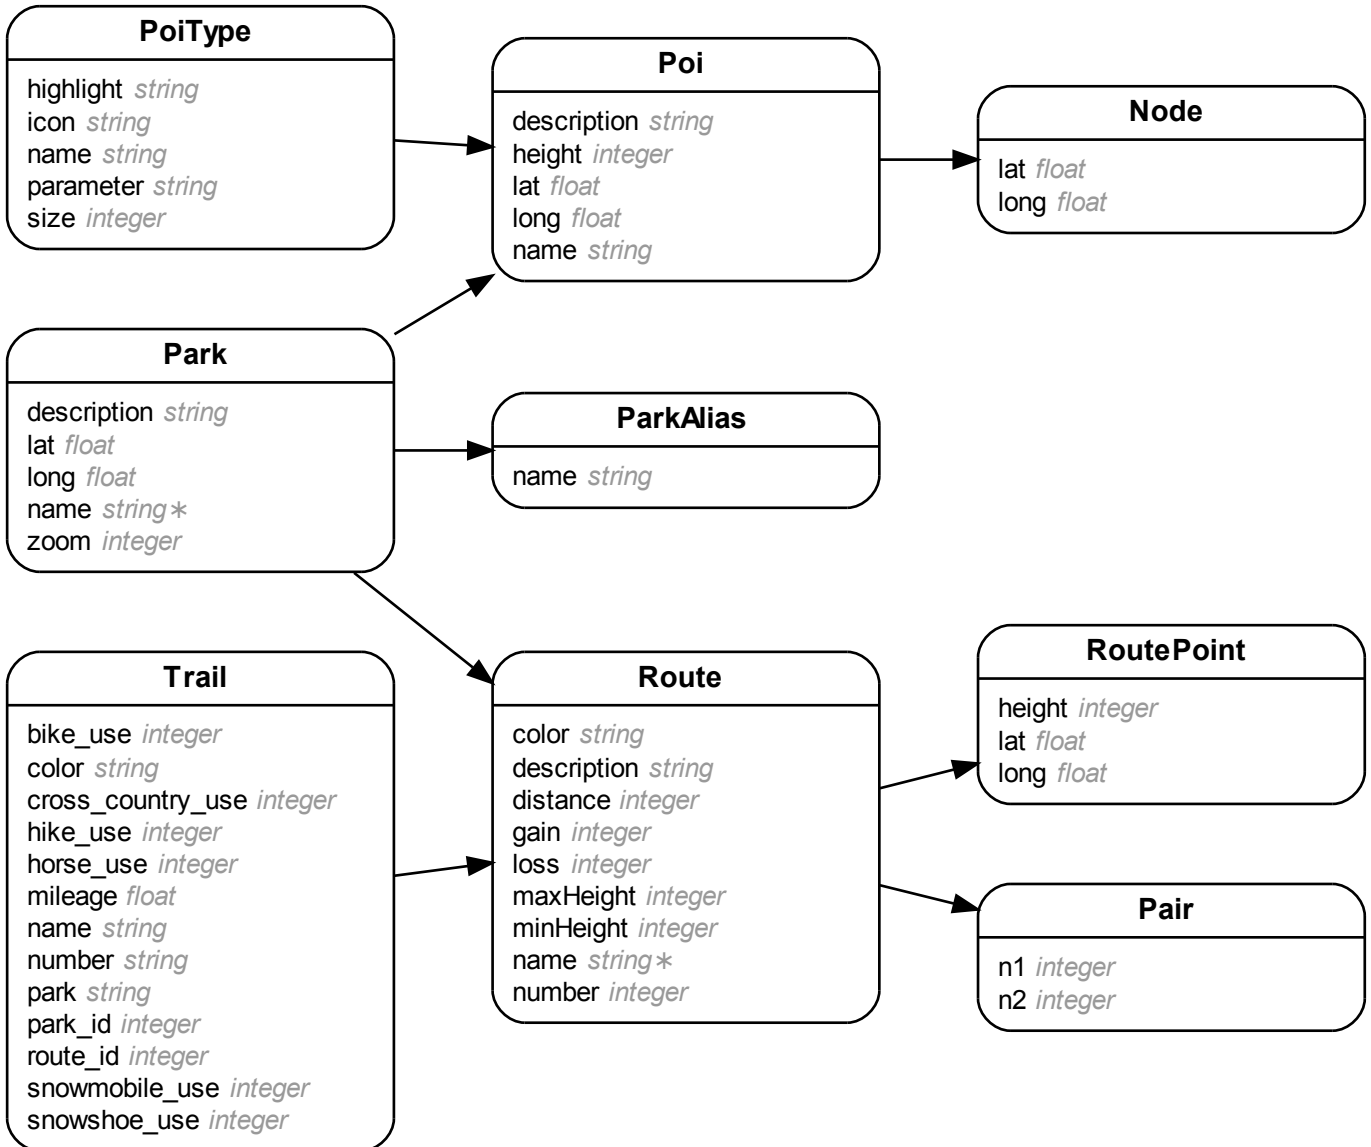 PoiType
highlight string
icon string
name string
parameter string
size integer
Poi
description string
height integer
lat float
long float
name string
Node
lat float
long float
Park
description string
lat float
long float
name string∗
zoom integer
ParkAlias
name string
Trail
bike_use integer
color string
cross_country_use integer
hike_use integer
horse_use integer
mileage float
name string
number string
park string
park_id integer
route_id integer
snowmobile_use integer
snowshoe_use integer
Route
color string
description string
distance integer
gain integer
loss integer
maxHeight integer
minHeight integer
name string∗
number integer
RoutePoint
height integer
lat float
long float
Pair
n1 integer
n2 integer